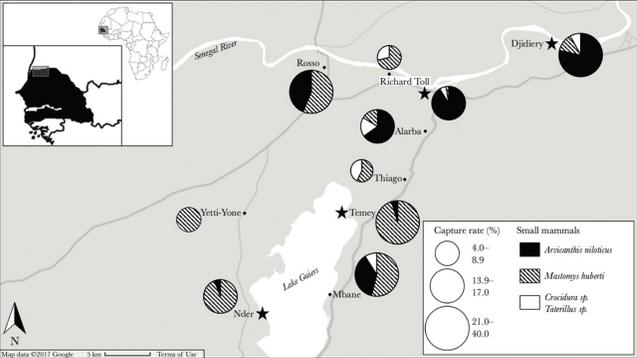 Senegal River
Djidiery
Rosso
Richard Toll
Alarba
Thiago
Yetti-Yone
Temey
Lake Guiers
Mbane
Nder
N
Capture rate (%)
4.0–
8.9
13.9–
17.0
21.0–
40.0
Small mammals
Arvicanthis niloticus
Mastomys huberti
Crocidura sp.
Taterillus sp.
Map data ©2017 Google 5 km Terms of Use